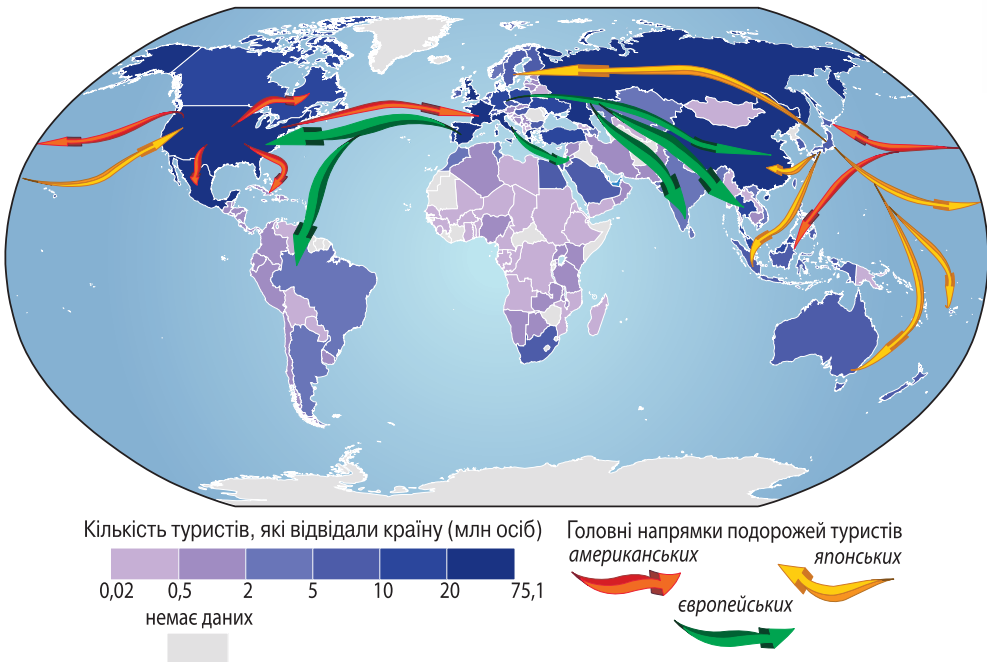 Кількість туристів, які відвідали країну (млн осіб)
0,02 0,5 2 5 10 20 75,1
немає даних
Головні напрямки подорожей туристів
американських
японських
європейських